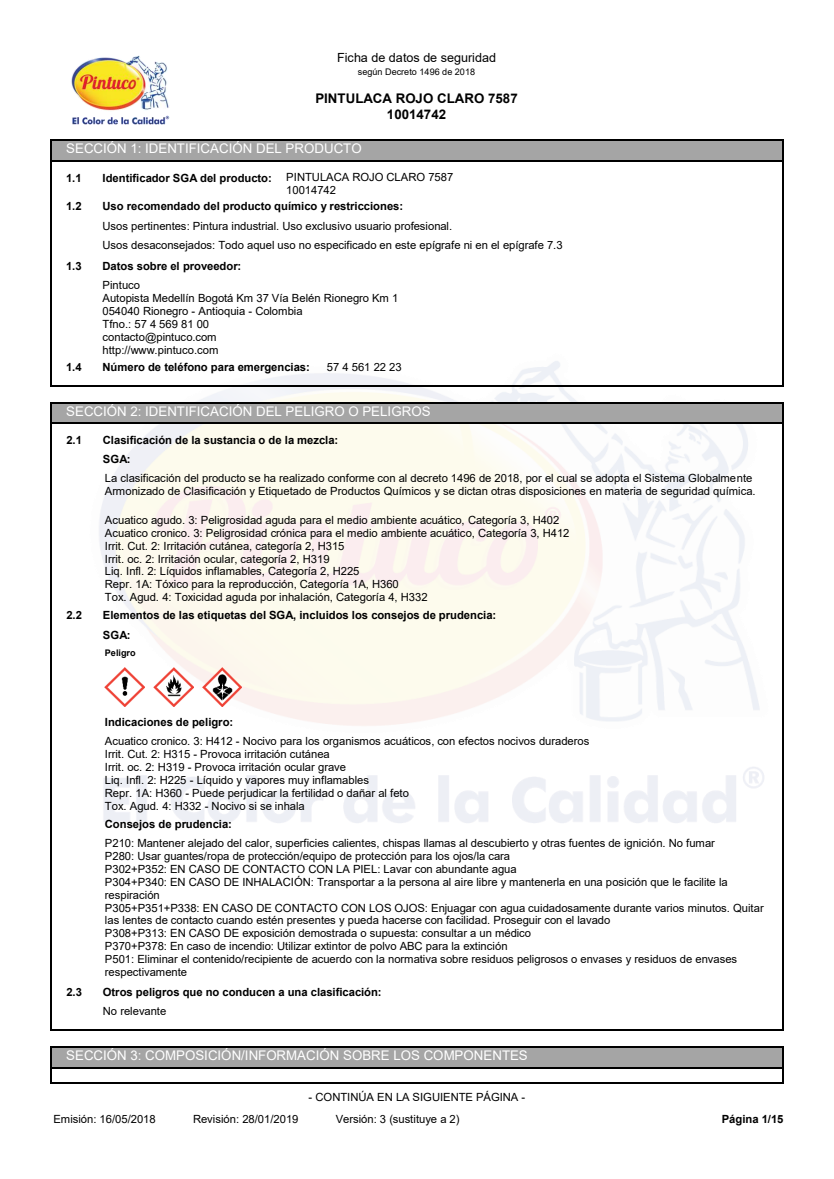 Pintuco®
El Color de la Calidad®
Ficha de datos de seguridad
según Decreto 1496 de 2018
PINTULACA ROJO CLARO 7587
10014742
SECCIÓN 1: IDENTIFICACIÓN DEL PRODUCTO
1.1 Identificador SGA del producto: PINTULACA ROJO CLARO 7587
10014742
1.2 Uso recomendado del producto químico y restricciones:
Usos pertinentes: Pintura industrial. Uso exclusivo usuario profesional.
Usos desaconsejados: Todo aquel uso no especificado en este epígrafe ni en el epígrafe 7.3
1.3 Datos sobre el proveedor:
Pintuco
Autopista Medellín Bogotá Km 37 Vía Belén Rionegro Km 1
054040 Rionegro - Antioquia - Colombia
Tfno.: 57 4 569 81 00
contacto@pintuco.com
http://www.pintuco.com
1.4 Número de teléfono para emergencias: 57 4 561 22 23
SECCIÓN 2: IDENTIFICACIÓN DEL PELIGRO O PELIGROS
2.1 Clasificación de la sustancia o de la mezcla:
SGA:
La clasificación del producto se ha realizado conforme con al decreto 1496 de 2018, por el cual se adopta el Sistema Globalmente
Armonizado de Clasificación y Etiquetado de Productos Químicos y se dictan otras disposiciones en materia de seguridad química.
Acuatico agudo. 3: Peligrosidad aguda para el medio ambiente acuático, Categoría 3, H402
Acuatico cronico. 3: Peligrosidad crónica para el medio ambiente acuático, Categoría 3, H412
Irrit. Cut. 2: Irritación cutánea, categoría 2, H315
Irrit. oc. 2: Irritación ocular, categoría 2, H319
Liq. Infl. 2: Líquidos inflamables, Categoría 2, H225
Repr. 1A: Tóxico para la reproducción, Categoría 1A, H360
Tox. Agud. 4: Toxicidad aguda por inhalación, Categoría 4, H332
2.2 Elementos de las etiquetas del SGA, incluidos los consejos de prudencia:
SGA:
Peligro
Indicaciones de peligro:
Acuatico cronico. 3: H412 - Nocivo para los organismos acuáticos, con efectos nocivos duraderos
Irrit. Cut. 2: H315 - Provoca irritación cutánea
Irrit. oc. 2: H319 - Provoca irritación ocular grave
Liq. Infl. 2: H225 - Líquido y vapores muy inflamables
Repr. 1A: H360 - Puede perjudicar la fertilidad o dañar al feto
Tox. Agud. 4: H332 - Nocivo si se inhala
Consejos de prudencia:
P210: Mantener alejado del calor, superficies calientes, chispas llamas al descubierto y otras fuentes de ignición. No fumar
P280: Usar guantes/ropa de protección/equipo de protección para los ojos/la cara
P302+P352: EN CASO DE CONTACTO CON LA PIEL: Lavar con abundante agua
P304+P340: EN CASO DE INHALACIÓN: Transportar a la persona al aire libre y mantenerla en una posición que le facilite la
respiración
P305+P351+P338: EN CASO DE CONTACTO CON LOS OJOS: Enjuagar con agua cuidadosamente durante varios minutos. Quitar
las lentes de contacto cuando estén presentes y pueda hacerse con facilidad. Proseguir con el lavado
P308+P313: EN CASO DE exposición demostrada o supuesta: consultar a un médico
P370+P378: En caso de incendio: Utilizar extintor de polvo ABC para la extinción
P501: Eliminar el contenido/recipiente de acuerdo con la normativa sobre residuos peligrosos o envases y residuos de envases
respectivamente
2.3 Otros peligros que no conducen a una clasificación:
No relevante
Pintuco®
El Color de la Calidad®
SECCIÓN 3: COMPOSICIÓN/INFORMACIÓN SOBRE LOS COMPONENTES
- CONTINÚA EN LA SIGUIENTE PÁGINA -
Emisión: 16/05/2018 Revisión: 28/01/2019 Versión: 3 (sustituye a 2) Página 1/15